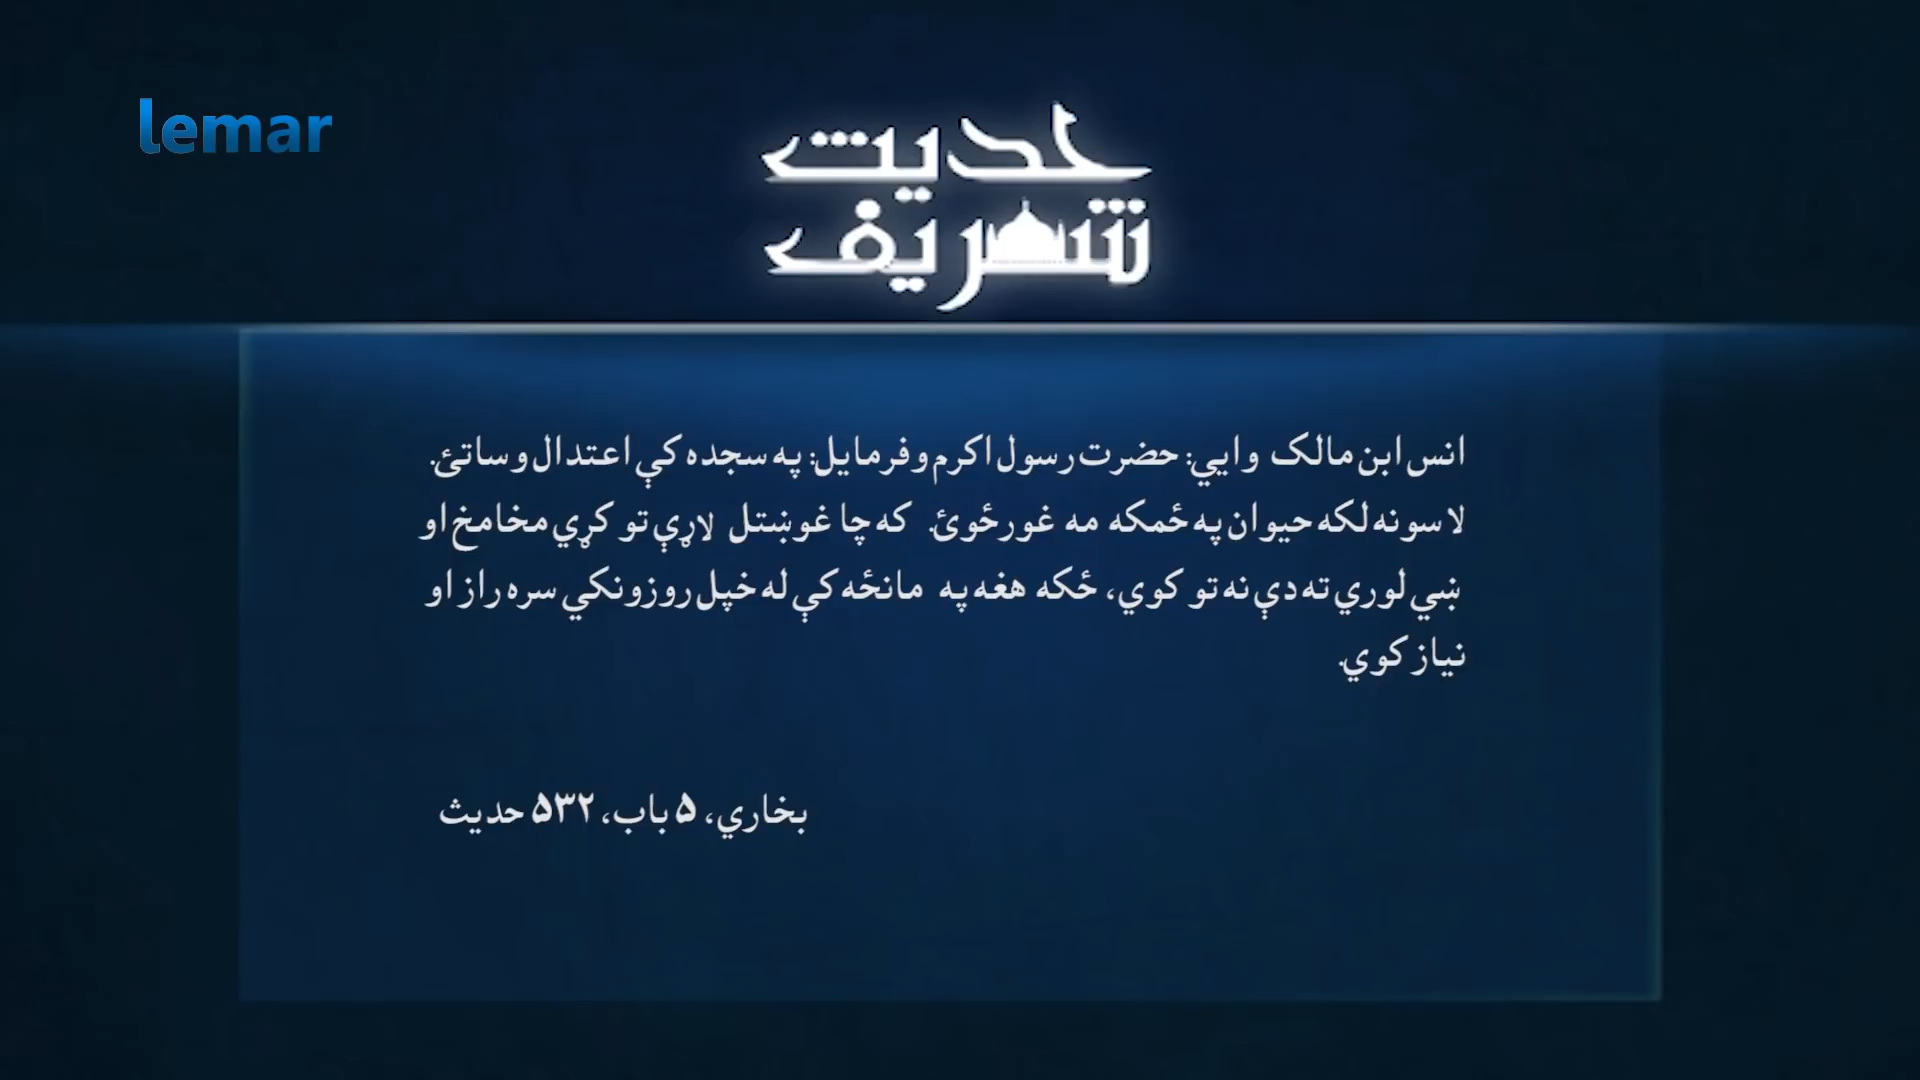 lemar
حدیث
شریف
انس ابن مالک وايي: حضرت رسول اکرم وفرمایل: په سجده کې اعتدال وساتئ.
لاسونه لکه حیوان په ځمکه مه غورځوئ. که چا غوښتل لاړې تو کړي مخامخ او
ښي لوري ته دې نه تو کوي، ځکه هغه په مانځه کې له خپل روزونکي سره راز او
نیاز کوي.
بخاري، ۵ باب، ۵۳۲ حدیث